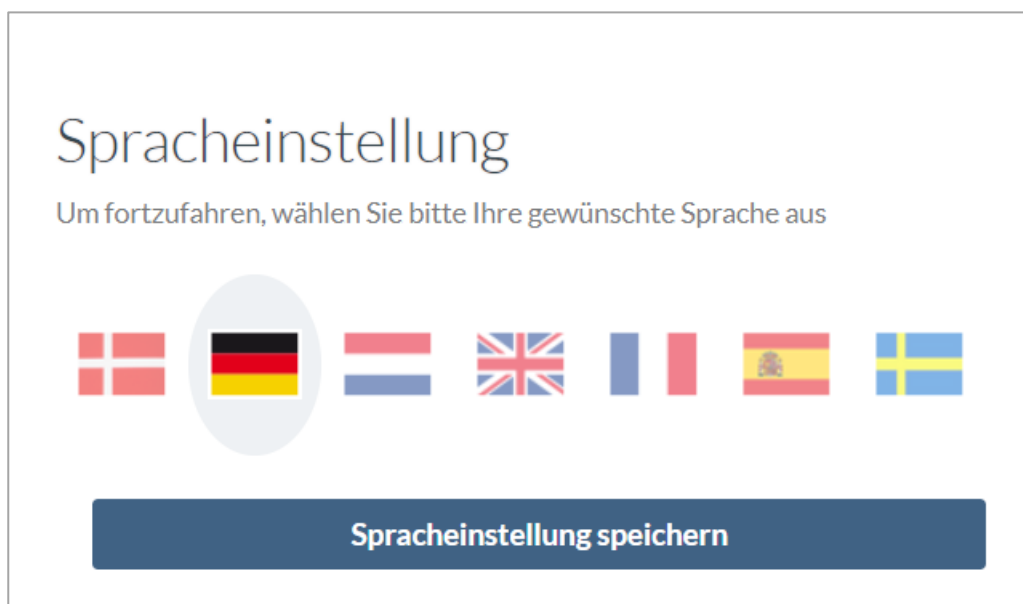 Spracheinstellung
Um fortzufahren, wählen Sie bitte Ihre gewünschte Sprache aus
Spracheinstellung speichern